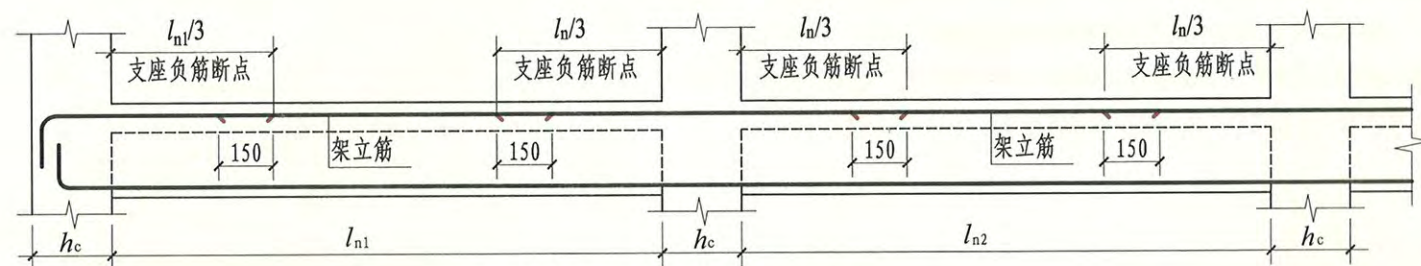 ln1/3 ln/3 ln/3 ln/3
支座负筋断点 支座负筋断点 支座负筋断点 支座负筋断点
150 架立筋 150 150 架立筋 150
hc ln1 hc ln2 hc